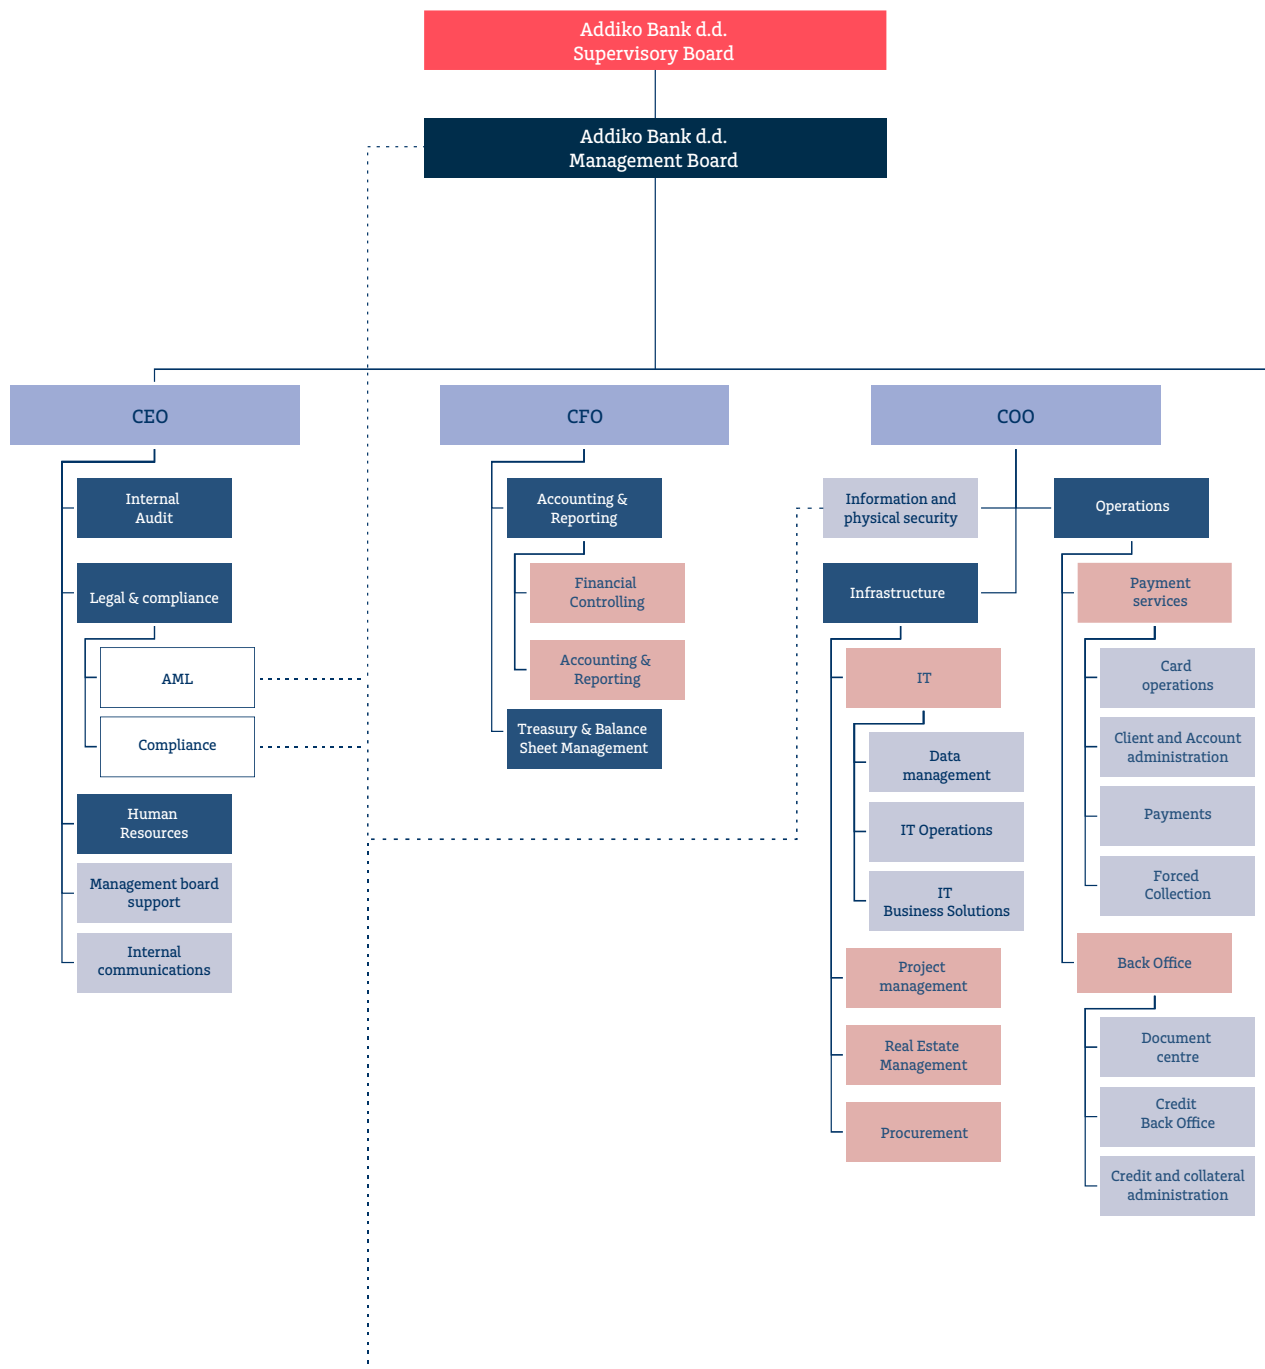 Addiko Bank d.d.
Supervisory Board
Addiko Bank d.d.
Management Board
CEO
Internal
Audit
Legal & compliance
AML
Compliance
Human
Resources
Management board
support
Internal
communications
CFO
Accounting &
Reporting
Financial
Controlling
Accounting &
Reporting
Treasury & Balance
Sheet Management
COO
Information and
physical security
Infrastructure
IT
Data
management
IT Operations
IT
Business Solutions
Project
management
Real Estate
Management
Procurement
Operations
Payment
services
Card
operations
Client and Account
administration
Payments
Forced
Collection
Back Office
Document
centre
Credit
Back Office
Credit and collateral
administration